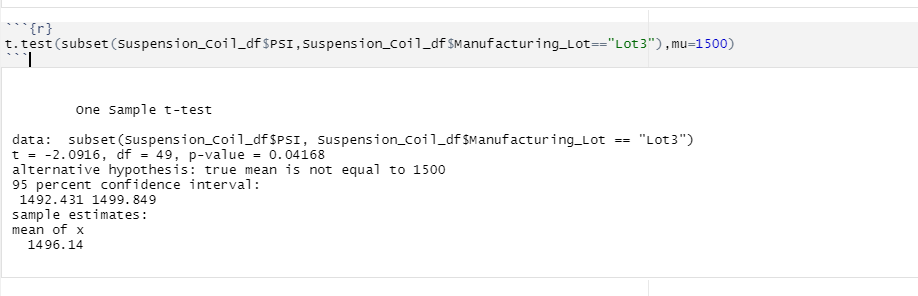 ```{r}
t.test(subset(Suspension_Coil_df$PSI,Suspension_Coil_df$Manufacturing_Lot=="Lot3"),mu=1500)
```
One Sample t-test
data:  subset(Suspension_Coil_df$PSI, Suspension_Coil_df$Manufacturing_Lot == "Lot3")
t = -2.0916, df = 49, p-value = 0.04168
alternative hypothesis: true mean is not equal to 1500
95 percent confidence interval:
1492.431 1499.849
sample estimates:
mean of x
1496.14